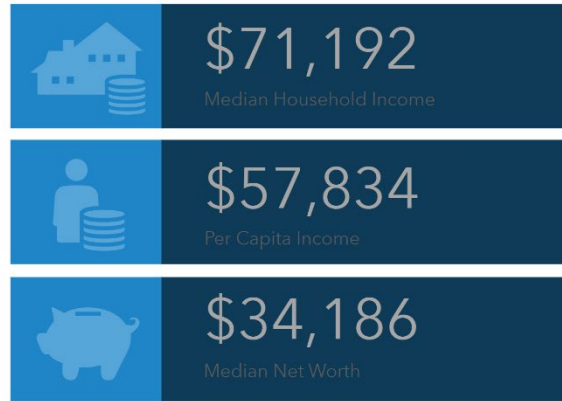 $71,192
Median Household Income
$57,834
Per Capita Income
$34,186
Median Net Worth